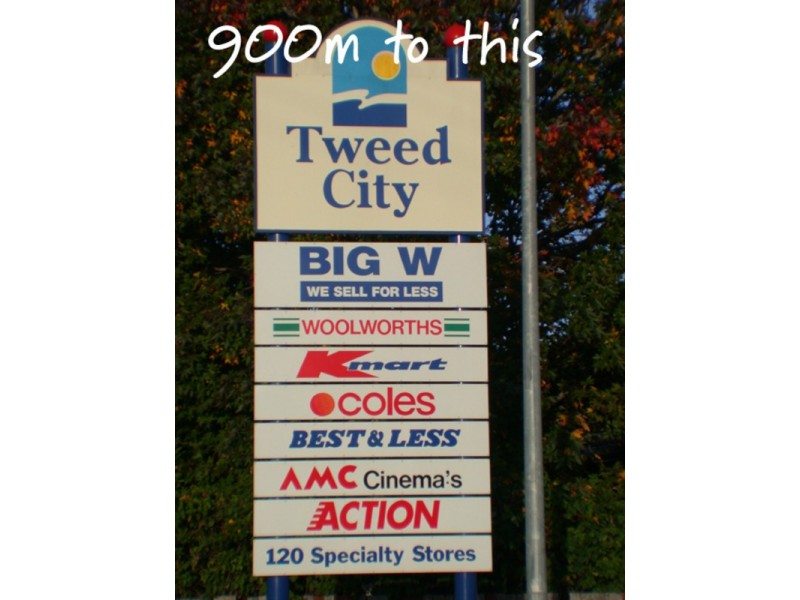 900m to this
Tweed
City
BIG W
WE SELL FOR LESS
WOOLWORTHS
Kmart
coles
BEST & LESS
AMC Cinema's
ACTION
120 Specialty Stores